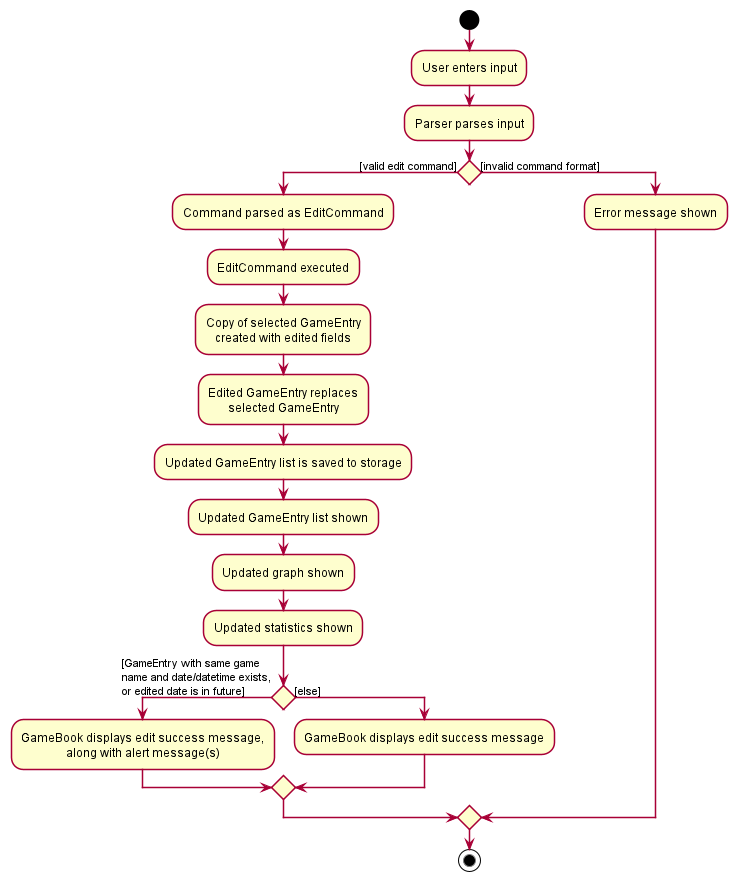 User enters input
Parser parses input
[valid edit command]
[invalid command format]
Command parsed as EditCommand
Error message shown
EditCommand executed
Copy of selected GameEntry
created with edited fields
Edited GameEntry replaces
selected GameEntry
Updated GameEntry list is saved to storage
Updated GameEntry list shown
Updated graph shown
Updated statistics shown
[GameEntry with same game
name and date/datetime exists,
or edited date is in future]
[else]
GameBook displays edit success message,
along with alert message(s)
GameBook displays edit success message